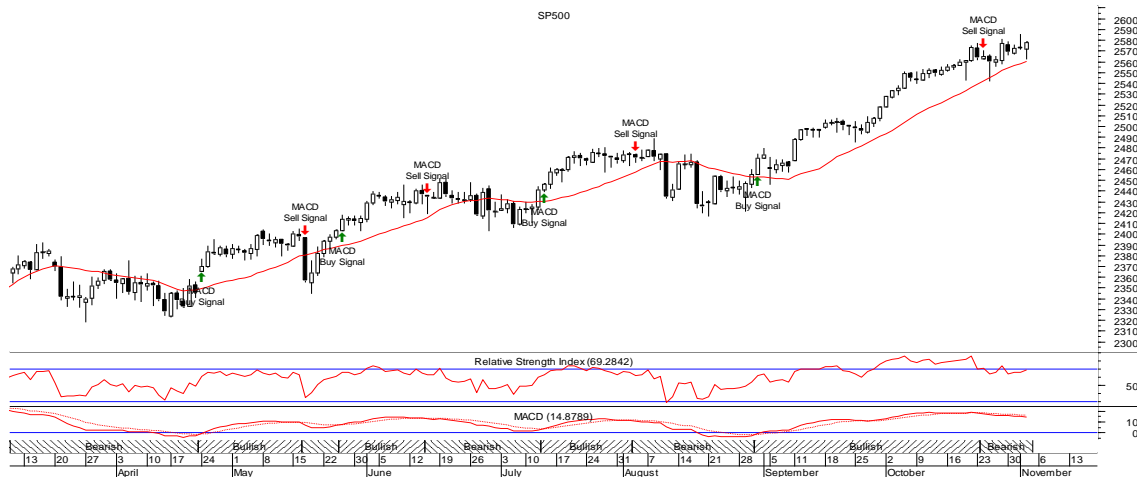 SP500
2600
2590
2580
2570
2560
2550
2540
2530
2520
2510
2500
2490
2480
2470
2460
2450
2440
2430
2420
2410
2400
2390
2380
2370
2360
2350
2340
2330
2320
2310
2300
MACD
Sell Signal
MACD
Sell Signal
MACD
Sell Signal
MACD
Sell Signal
MACD
Buy Signal
MACD
Buy Signal
MACD
Buy Signal
MACD
Buy Signal
Relative Strength Index (69.2842)
50
MACD (14.8789)
10
0
Bearish Bullish Bullish Bearish Bullish Bearish Bullish Bearish
13 20 27 3 10 17 24 1 8 15 22 5 12 19 26 3 10 17 24 31 7 14 21 28 5 11 18 25 2 9 16 23 30 6 13
April May June July August September October November